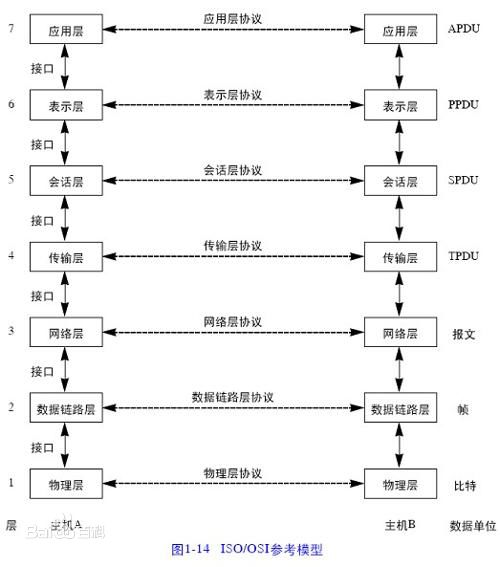 7 应用层 应用层协议 应用层 APDU
接口
6 表示层 表示层协议 表示层 PPDU
接口
5 会话层 会话层协议 会话层 SPDU
接口
4 传输层 传输层协议 传输层 TPDU
接口
3 网络层 网络层协议 网络层 报文
接口
2 数据链路层 数据链路层协议 数据链路层 帧
接口
1 物理层 物理层协议 物理层 比特
层 主机A 主机B 数据单位
Bai百科
图1-14 ISO/OSI参考模型